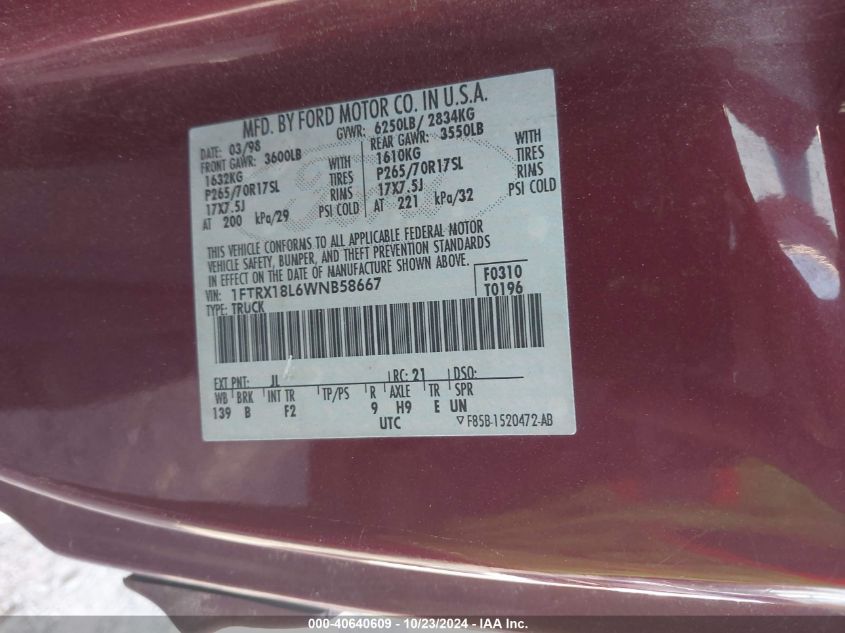 MFD. BY FORD MOTOR CO. IN U.S.A.
DATE: 03/98 GVWR: 6250LB/ 2834KG
FRONT GAWR: 3600LB REAR GAWR: 3550LB
1632KG WITH 1610KG WITH
P265/70R17SL TIRES P265/70R17SL TIRES
17X7.5J RIMS 17X7.5J RIMS
AT 200 kPa/29 PSI COLD AT 221 kPa/32 PSI COLD
THIS VEHICLE CONFORMS TO ALL APPLICABLE FEDERAL MOTOR
VEHICLE SAFETY, BUMPER, AND THEFT PREVENTION STANDARDS
IN EFFECT ON THE DATE OF MANUFACTURE SHOWN ABOVE.
VIN: 1FTRX18L6WNB58667 F0310
TYPE: TRUCK T0196
EXT PNT: JL RC: 21 DSO:
WB BRK INT TR TP/PS R AXLE TR SPR
139 B F2 9 H9 E UN
UTC F85B-1520472-AB
000-40640609 - 10/23/2024 - IAA Inc.